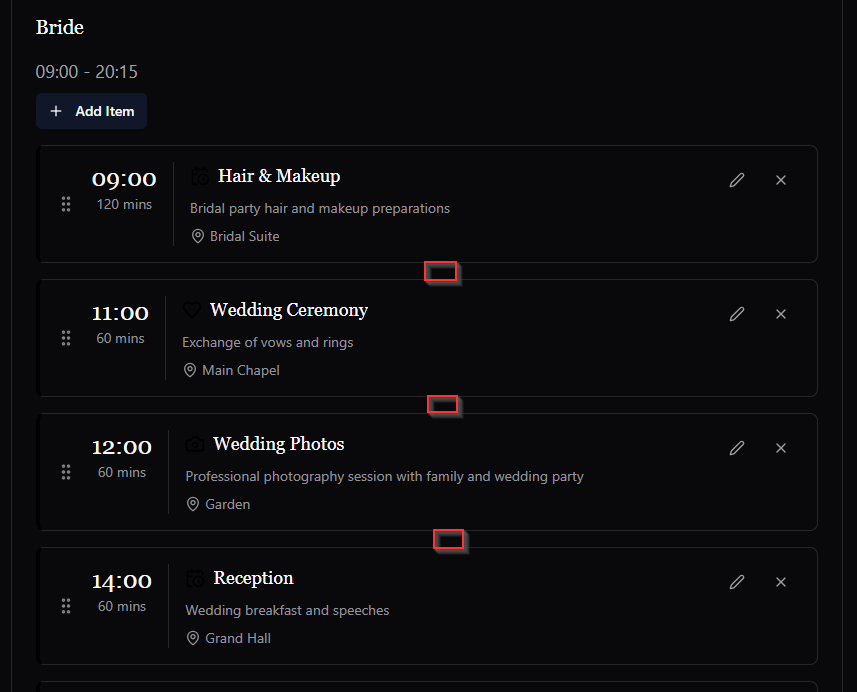 Bride
09:00 - 20:15
+ Add Item
09:00
120 mins
Hair & Makeup
Bridal party hair and makeup preparations
Bridal Suite
11:00
60 mins
Wedding Ceremony
Exchange of vows and rings
Main Chapel
12:00
60 mins
Wedding Photos
Professional photography session with family and wedding party
Garden
14:00
60 mins
Reception
Wedding breakfast and speeches
Grand Hall